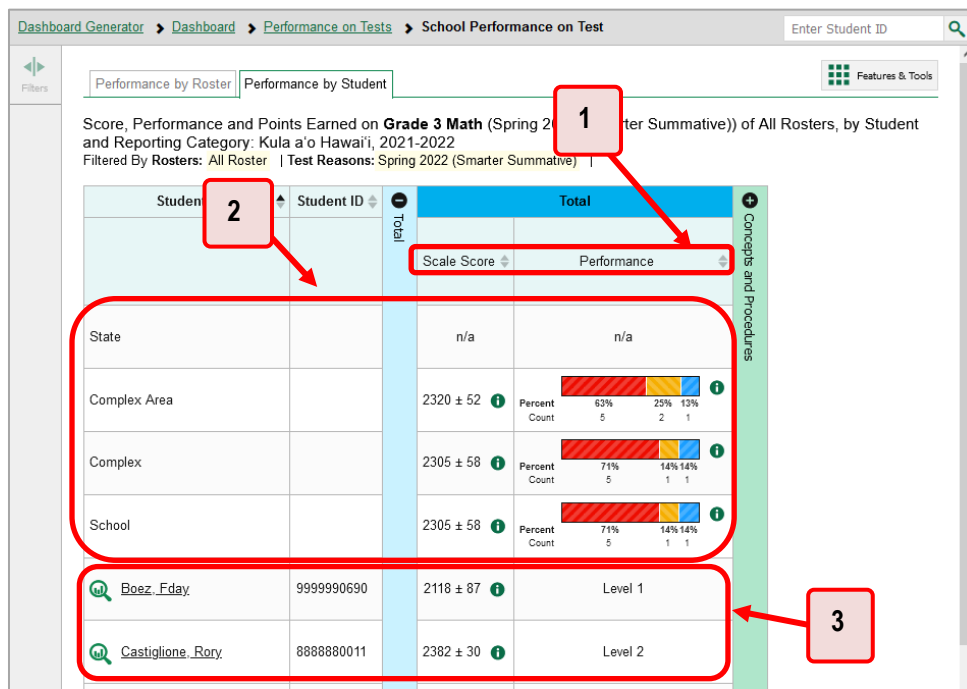 Dashboard Generator Dashboard Performance on Tests School Performance on Test Enter Student ID
Filters
Performance by Roster Performance by Student Features & Tools
1
Score, Performance and Points Earned on Grade 3 Math (Spring 20 rter Summative)) of All Rosters, by Student
and Reporting Category: Kula aʻo Hawaiʻi, 2021-2022
Filtered By Rosters: All Roster | Test Reasons: Spring 2022 (Smarter Summative) |
2
Student Student ID Total Total Concepts and Procedures
Scale Score Performance
State n/a n/a
Complex Area 2320 ± 52 Percent 63% 25% 13%
Count 5 2 1
Complex 2305 ± 58 Percent 71% 14% 14%
Count 5 1 1
School 2305 ± 58 Percent 71% 14% 14%
Count 5 1 1
Boez, Fday 9999990690 2118 ± 87 Level 1
3
Castiglione, Rory 8888880011 2382 ± 30 Level 2